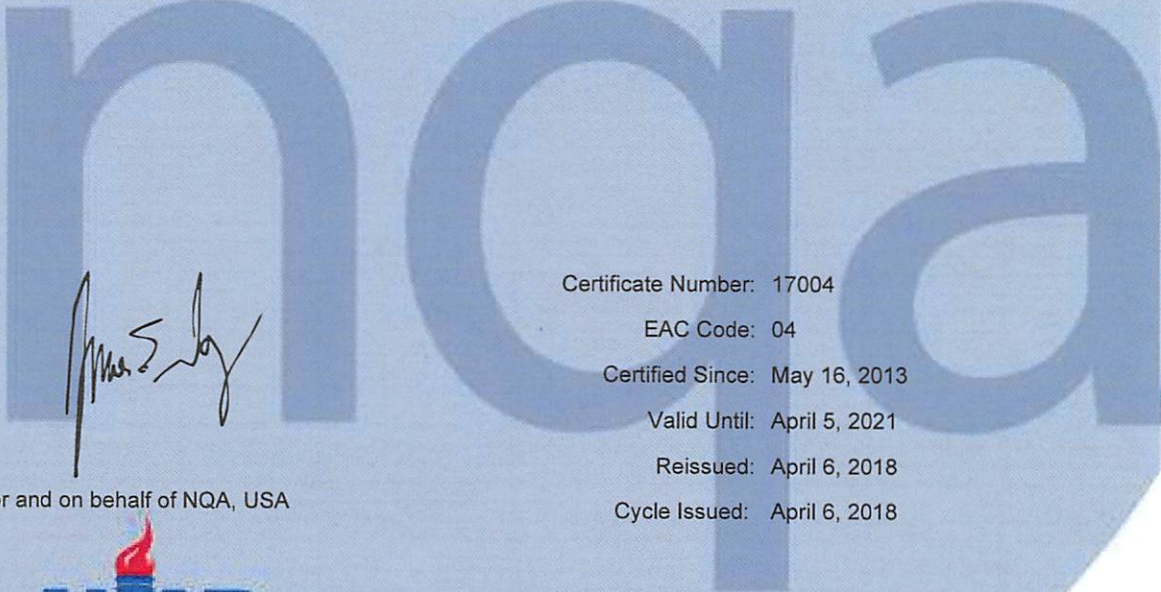 nqa
Certificate Number: 17004
EAC Code: 04
Certified Since: May 16, 2013
Valid Until: April 5, 2021
Reissued: April 6, 2018
Cycle Issued: April 6, 2018
and on behalf of NQA, USA